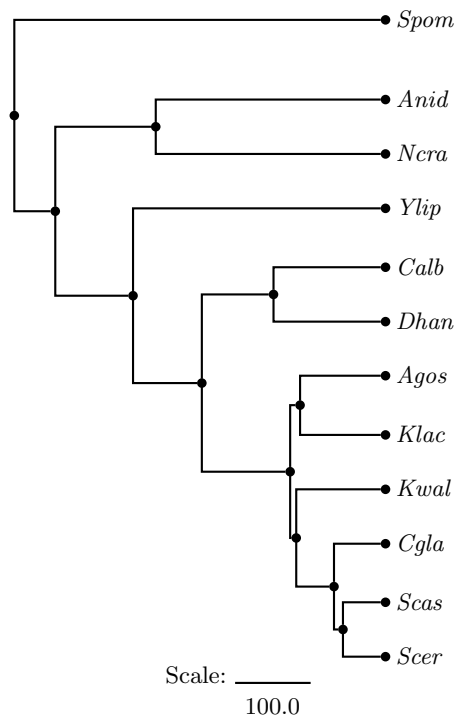 Spom
Anid
Ncra
Ylip
Calb
Dhan
Agos
Klac
Kwal
Cgla
Scas
Scer
Scale:
100.0